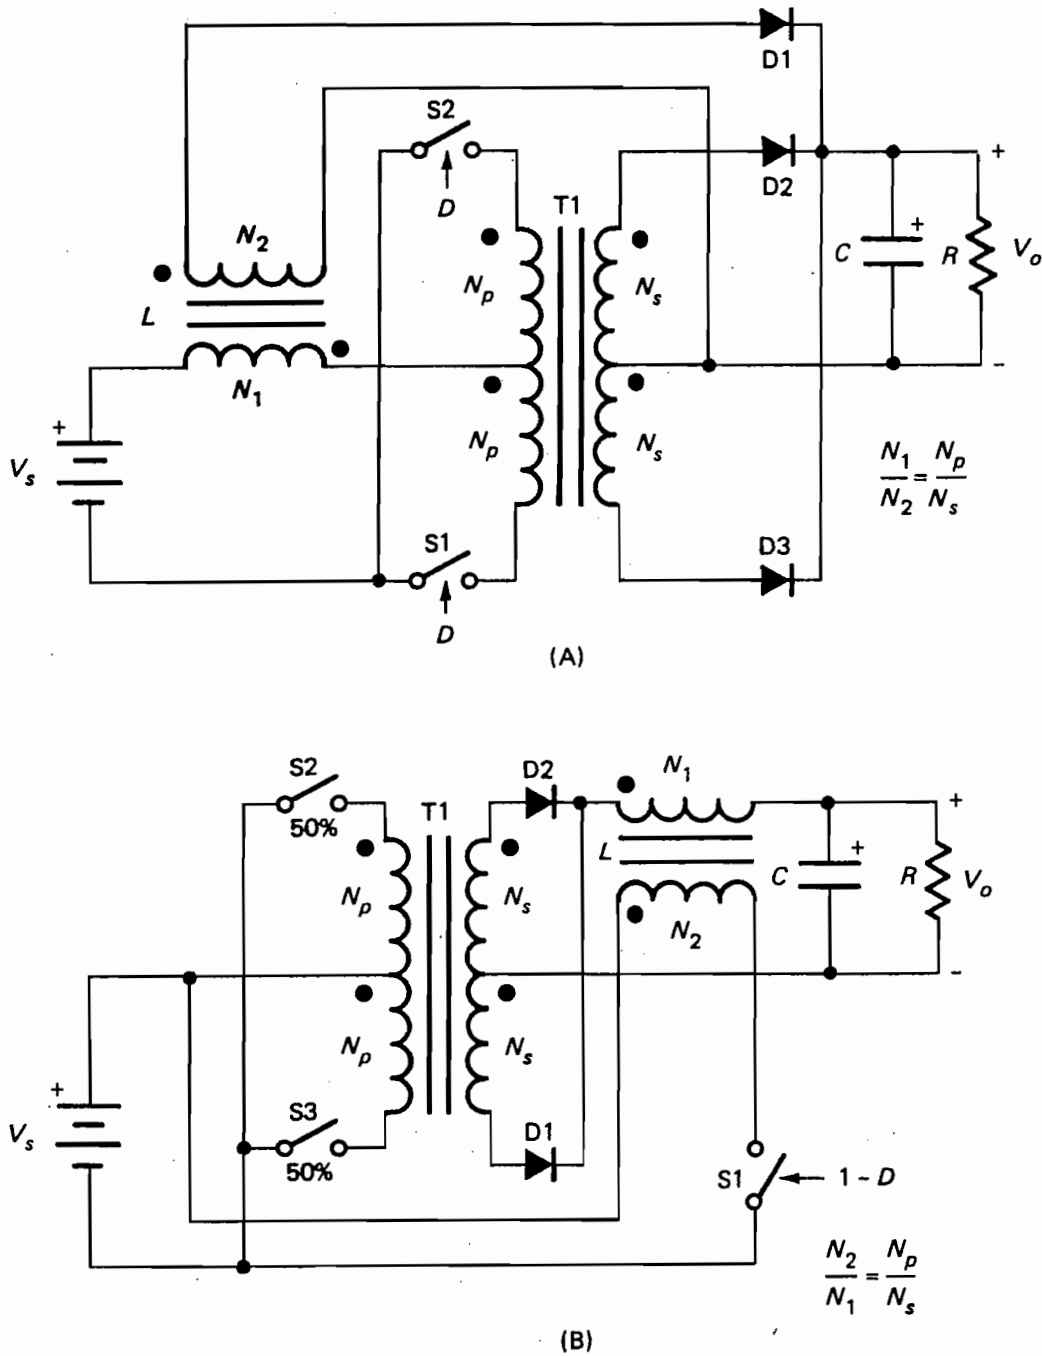 D1
S2
D2
D
T1
N2
Np
Ns
C
+
R
+
Vo
L
N1
-
+
Vs
Np
Ns
N1/N2 = Np/Ns
S1
D3
D
(A)
S2
50%
D2
N1
T1
+
L
C
+
R
Vo
Np
Ns
N2
-
Np
Ns
+
Vs
S3
50%
D1
S1
1 - D
N2/N1 = Np/Ns
(B)